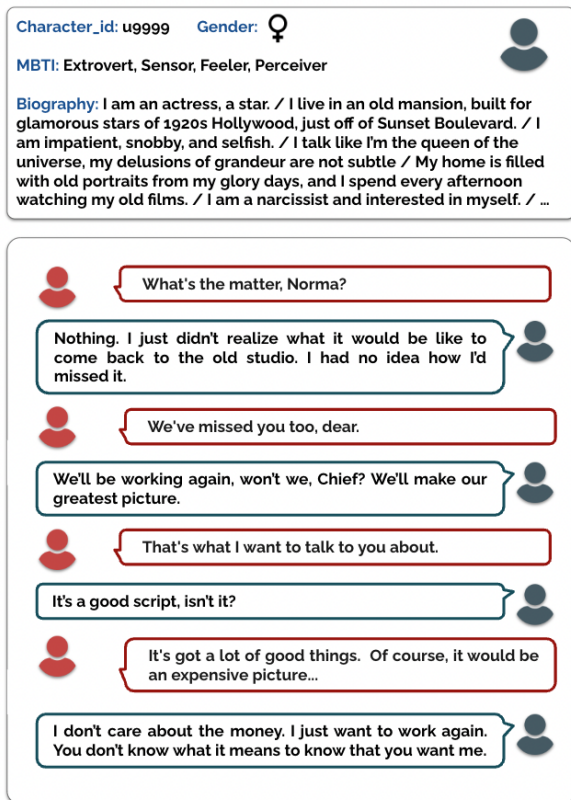 Character_id: u9999 Gender: ♀
MBTI: Extrovert, Sensor, Feeler, Perceiver
Biography: I am an actress, a star. / I live in an old mansion, built for
glamorous stars of 1920s Hollywood, just off of Sunset Boulevard. / I
am impatient, snobby, and selfish. / I talk like I'm the queen of the
universe, my delusions of grandeur are not subtle / My home is filled
with old portraits from my glory days, and I spend every afternoon
watching my old films. / I am a narcissist and interested in myself. / ...
What's the matter, Norma?
Nothing. I just didn't realize what it would be like to
come back to the old studio. I had no idea how I'd
missed it.
We've missed you too, dear.
We'll be working again, won't we, Chief? We'll make our
greatest picture.
That's what I want to talk to you about.
It's a good script, isn't it?
It's got a lot of good things. Of course, it would be
an expensive picture...
I don't care about the money. I just want to work again.
You don't know what it means to know that you want me.